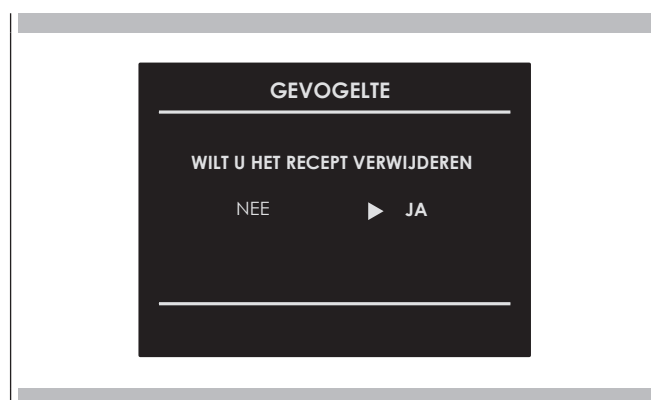 GEVOGELTE
WILT U HET RECEPT VERWIJDEREN
NEE ▶ JA